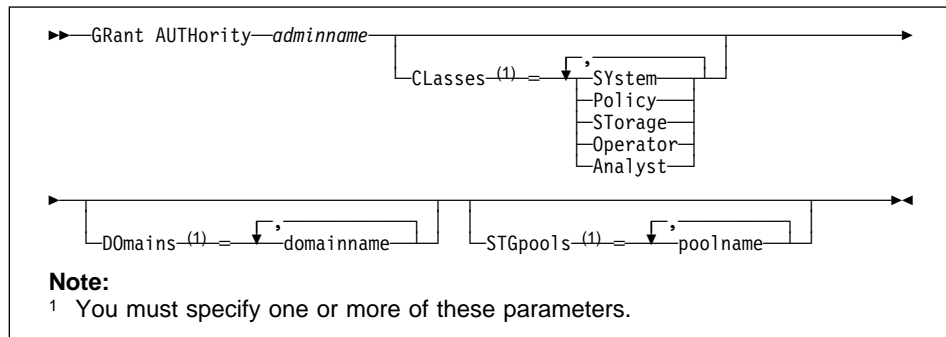 GRant AUTHority adminname
,
CLasses (1) = SYstem
Policy
STorage
Operator
Analyst
, ,
DOmains (1) = domainname STGpools (1) = poolname
Note:
1 You must specify one or more of these parameters.